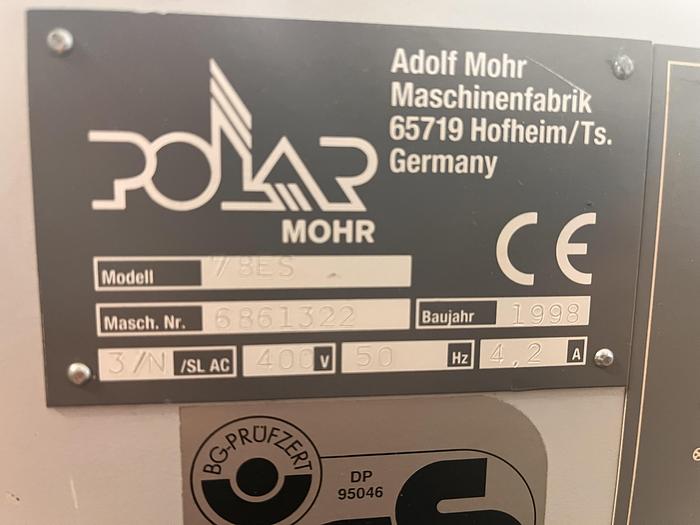 POLAR
MOHR
Adolf Mohr
Maschinenfabrik
65719 Hofheim/Ts.
Germany
CE
Modell 78ES
Masch. Nr. 6861322 Baujahr 1998
3/N /SL AC 400 V 50 Hz 4,2 A
BG-PRÜFZERT
DP
95046